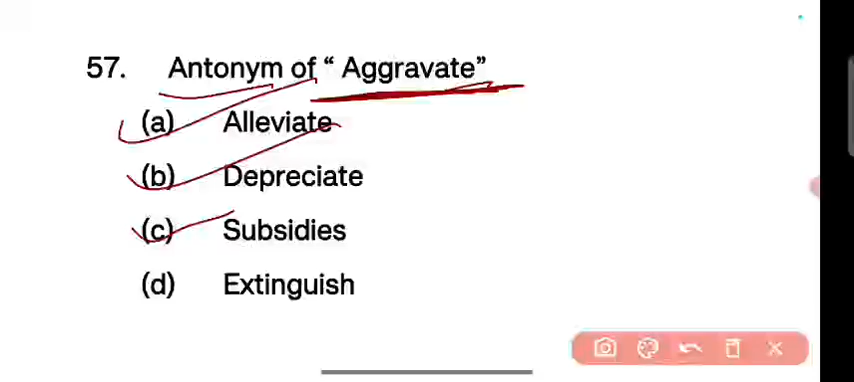 57. Antonym of “ Aggravate”
(a) Alleviate
(b) Depreciate
(c) Subsidies
(d) Extinguish